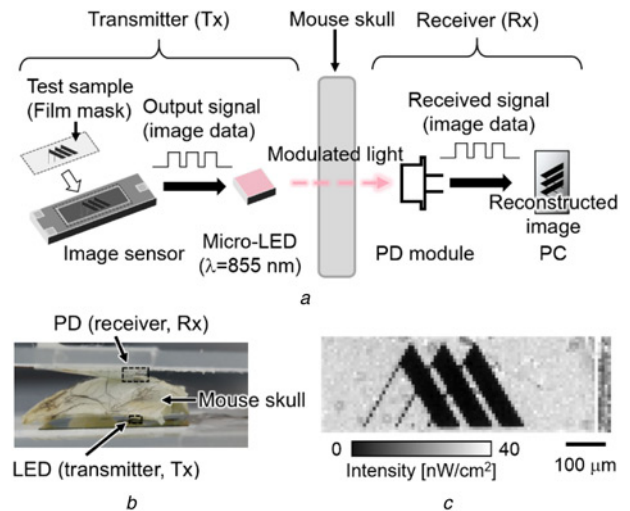 Transmitter (Tx)
Mouse skull
Receiver (Rx)
Test sample
(Film mask)
Output signal
(image data)
Received signal
(image data)
Modulated light
Image sensor
Micro-LED
(λ=855 nm)
PD module
Reconstructed
image
PC
a
PD (receiver, Rx)
Mouse skull
LED (transmitter, Tx)
b
0
40
Intensity [nW/cm²]
100 μm
c